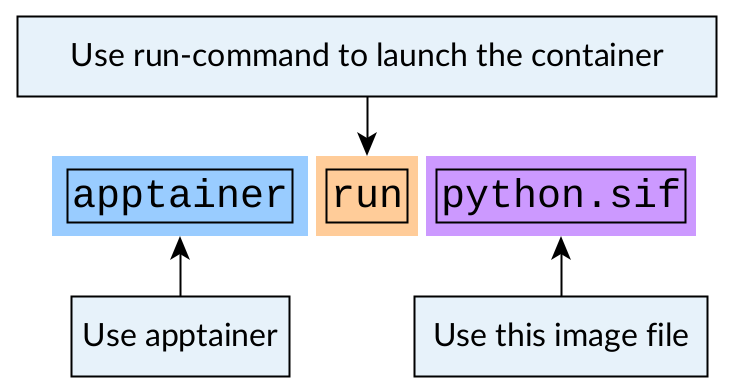 Use run-command to launch the container
apptainer run python.sif
Use apptainer
Use this image file